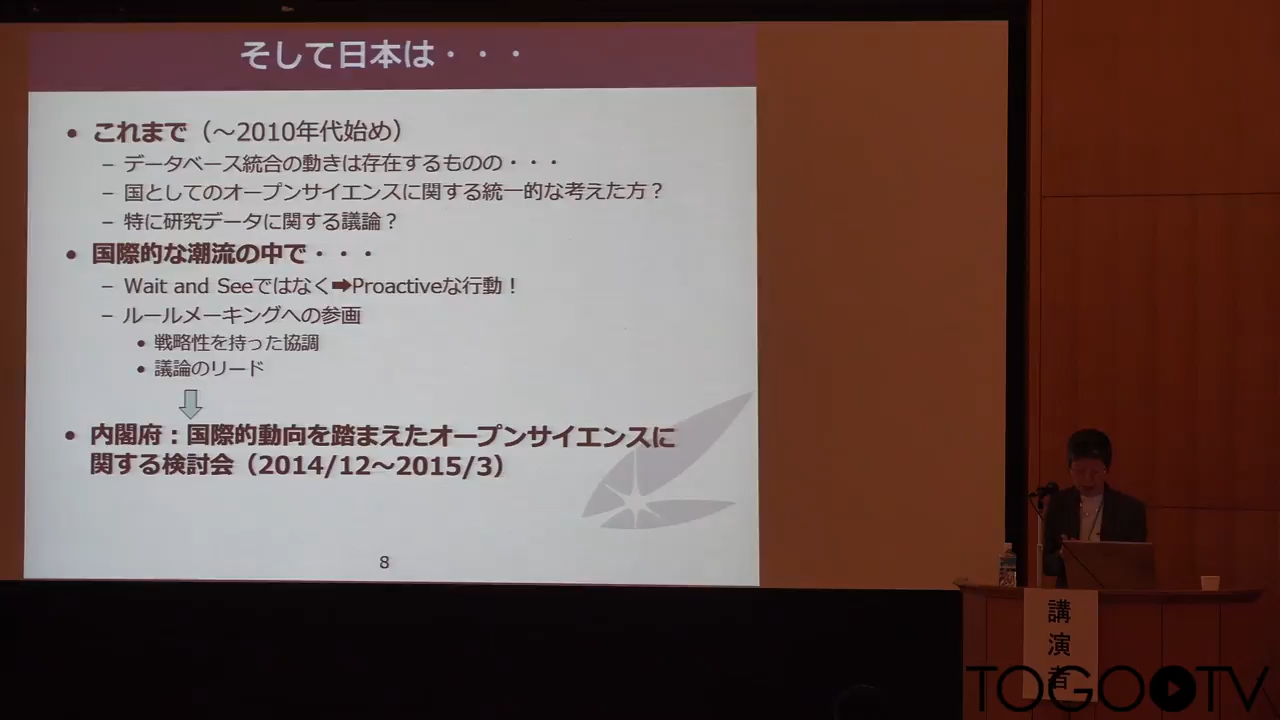 そして日本は・・・
• これまで（～2010年代始め）
– データベース統合の動きは存在するものの・・・
– 国としてのオープンサイエンスに関する統一的な考えた方？
– 特に研究データに関する議論？
• 国際的な潮流の中で・・・
– Wait and Seeではなく➡Proactiveな行動！
– ルールメーキングへの参画
• 戦略性を持った協調
• 議論のリード
• 内閣府：国際的動向を踏まえたオープンサイエンスに
関する検討会（2014/12～2015/3）
8
講演者
TOGOTV